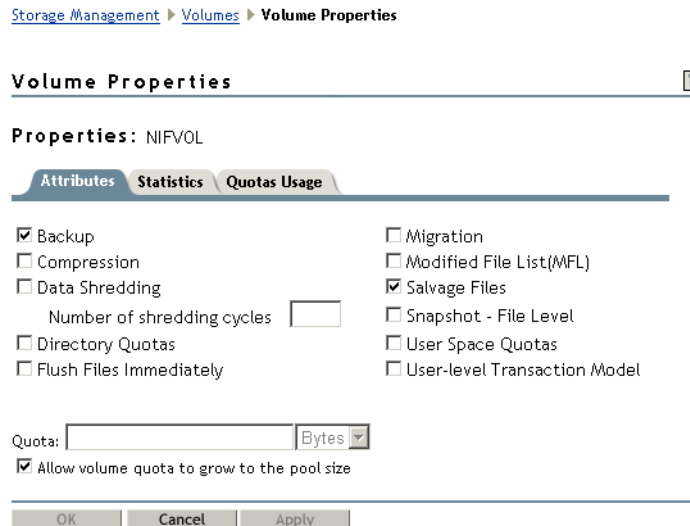 Storage Management Volumes Volume Properties
Volume Properties
Properties: NIFVOL
Attributes Statistics Quotas Usage
Backup
Compression
Data Shredding
Number of shredding cycles
Directory Quotas
Flush Files Immediately
Migration
Modified File List(MFL)
Salvage Files
Snapshot - File Level
User Space Quotas
User-level Transaction Model
Quota: Bytes
Allow volume quota to grow to the pool size
OK Cancel Apply